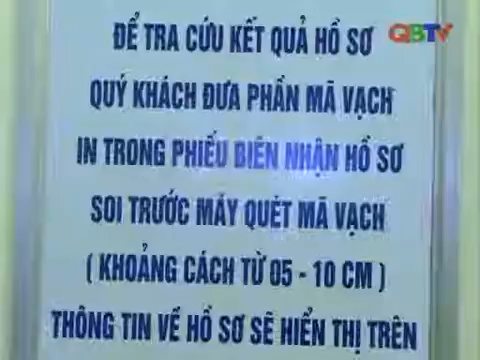 QBTV
ĐỂ TRA CỨU KẾT QUẢ HỒ SƠ
QUÝ KHÁCH ĐƯA PHẦN MÃ VẠCH
IN TRONG PHIẾU BIÊN NHẬN HỒ SƠ
SOI TRƯỚC MÁY QUÉT MÃ VẠCH
( KHOẢNG CÁCH TỪ 05 - 10 CM )
THÔNG TIN VỀ HỒ SƠ SẼ HIỂN THỊ TRÊN